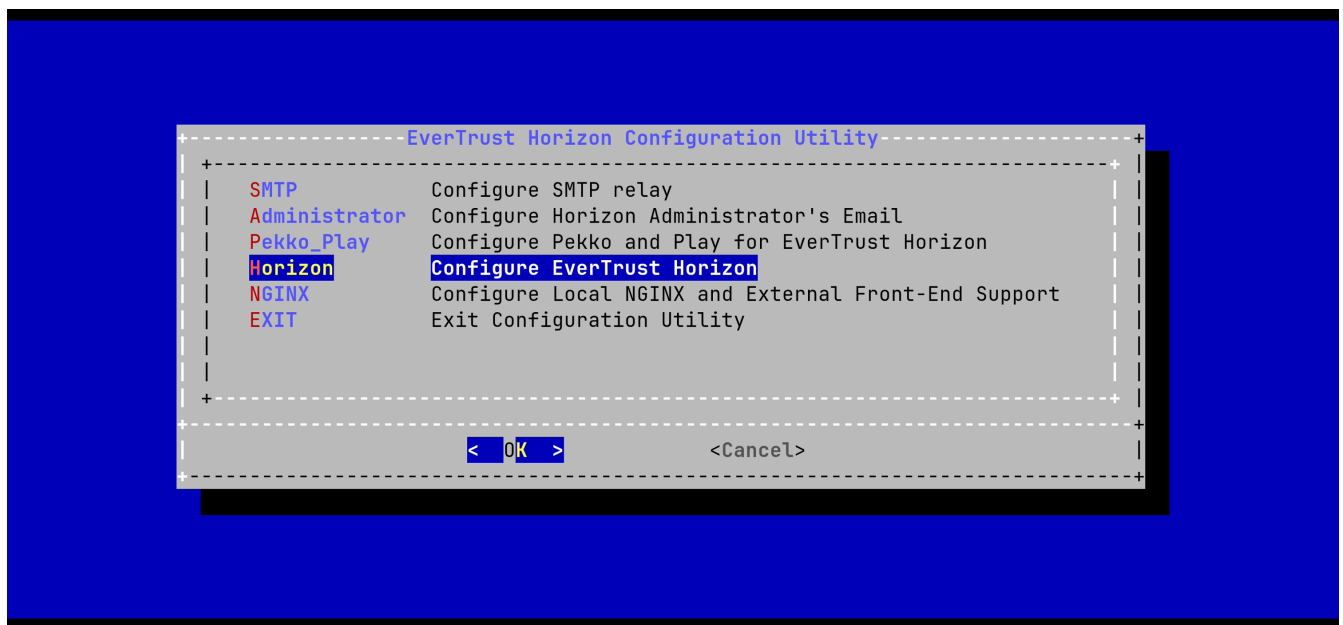 EverTrust Horizon Configuration Utility
SMTP Configure SMTP relay
Administrator Configure Horizon Administrator's Email
Pekko_Play Configure Pekko and Play for EverTrust Horizon
Horizon Configure EverTrust Horizon
NGINX Configure Local NGINX and External Front-End Support
EXIT Exit Configuration Utility
< OK > <Cancel>